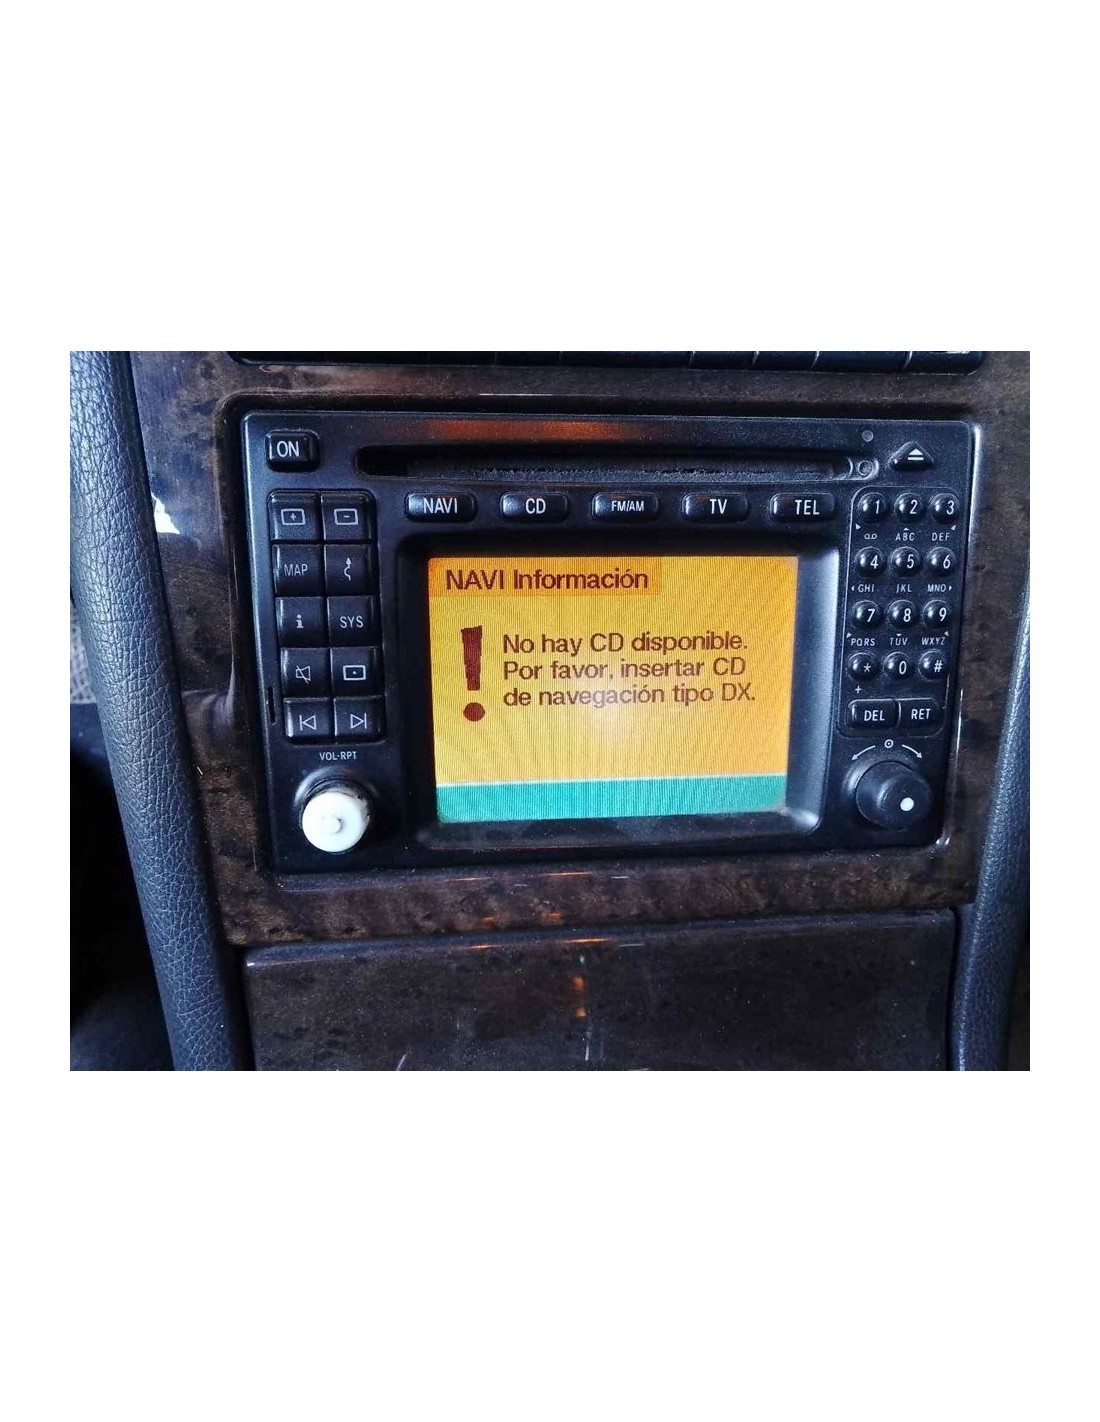 ON
NAVI
CD
FM/AM
TV
TEL
1
2
3
ABC
DEF
MAP
4
5
6
GHI
JKL
MNO
i
SYS
7
8
9
PQRS
TUV
WXYZ
*
0
#
+
DEL
RET
VOL-RPT
NAVI Información
! No hay CD disponible.
Por favor, insertar CD
de navegación tipo DX.